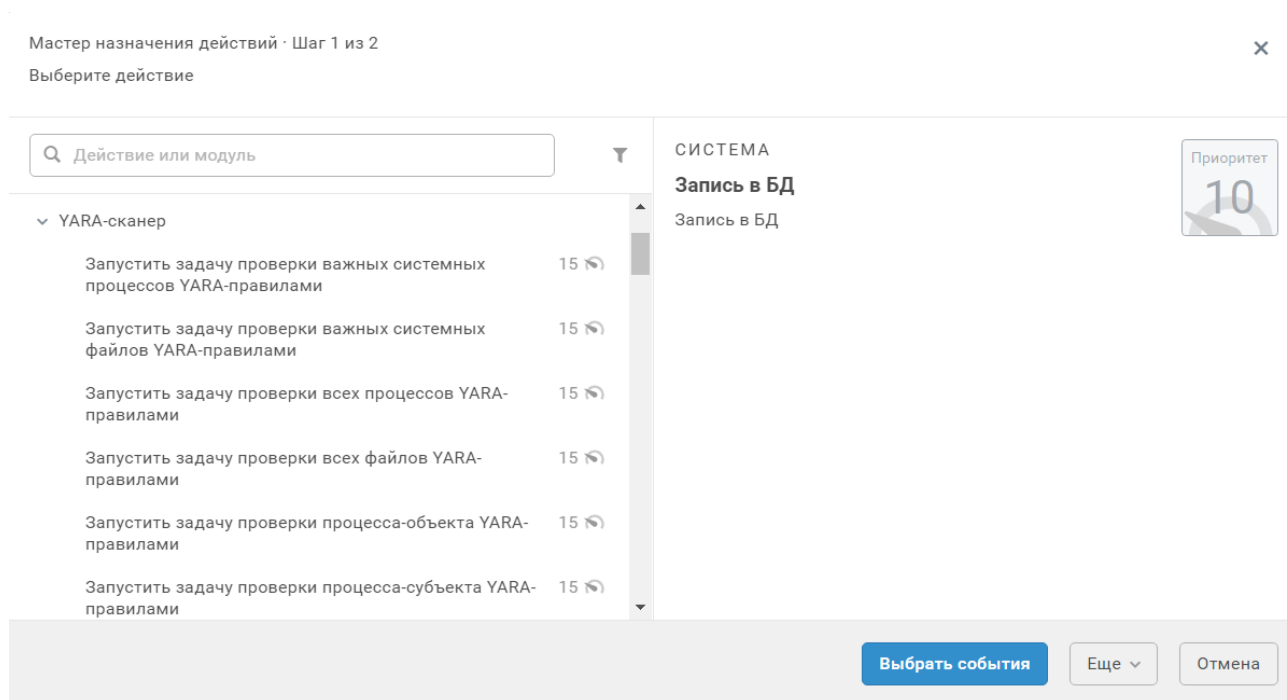 Мастер назначения действий · Шаг 1 из 2
Выберите действие
Действие или модуль
YARA-сканер
Запустить задачу проверки важных системных
процессов YARA-правилами
15
Запустить задачу проверки важных системных
файлов YARA-правилами
15
Запустить задачу проверки всех процессов YARA-
правилами
15
Запустить задачу проверки всех файлов YARA-
правилами
15
Запустить задачу проверки процесса-объекта YARA-
правилами
15
Запустить задачу проверки процесса-субъекта YARA-
правилами
15
СИСТЕМА
Запись в БД
Запись в БД
Приоритет
10
Выбрать события
Еще
Отмена